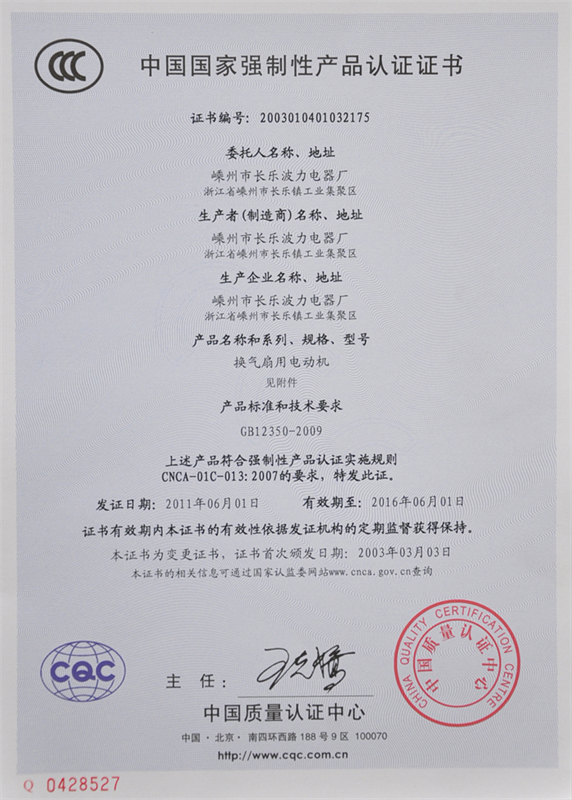 CCC
中国国家强制性产品认证证书
证书编号：2003010401032175
委托人名称、地址
嵊州市长乐波力电器厂
浙江省嵊州市长乐镇工业集聚区
生产者(制造商)名称、地址
嵊州市长乐波力电器厂
浙江省嵊州市长乐镇工业集聚区
生产企业名称、地址
嵊州市长乐波力电器厂
浙江省嵊州市长乐镇工业集聚区
产品名称和系列、规格、型号
换气扇用电动机
见附件
产品标准和技术要求
GB12350-2009
上述产品符合强制性产品认证实施规则
CNCA-01C-013:2007的要求，特发此证。
发证日期：2011年06月01日 有效期至：2016年06月01日
证书有效期内本证书的有效性依据发证机构的定期监督获得保持。
本证书为变更证书、证书首次颁发日期：2003年03月03日
本证书的相关信息可通过国家认监委网站www.cnca.gov.cn查询
CQC
主 任：
CHINA QUALITY CERTIFICATION CENTRE
中国质量认证中心
中国质量认证中心
中国·北京·南四环西路188号9区 100070
http://www.cqc.com.cn
Q 0428527